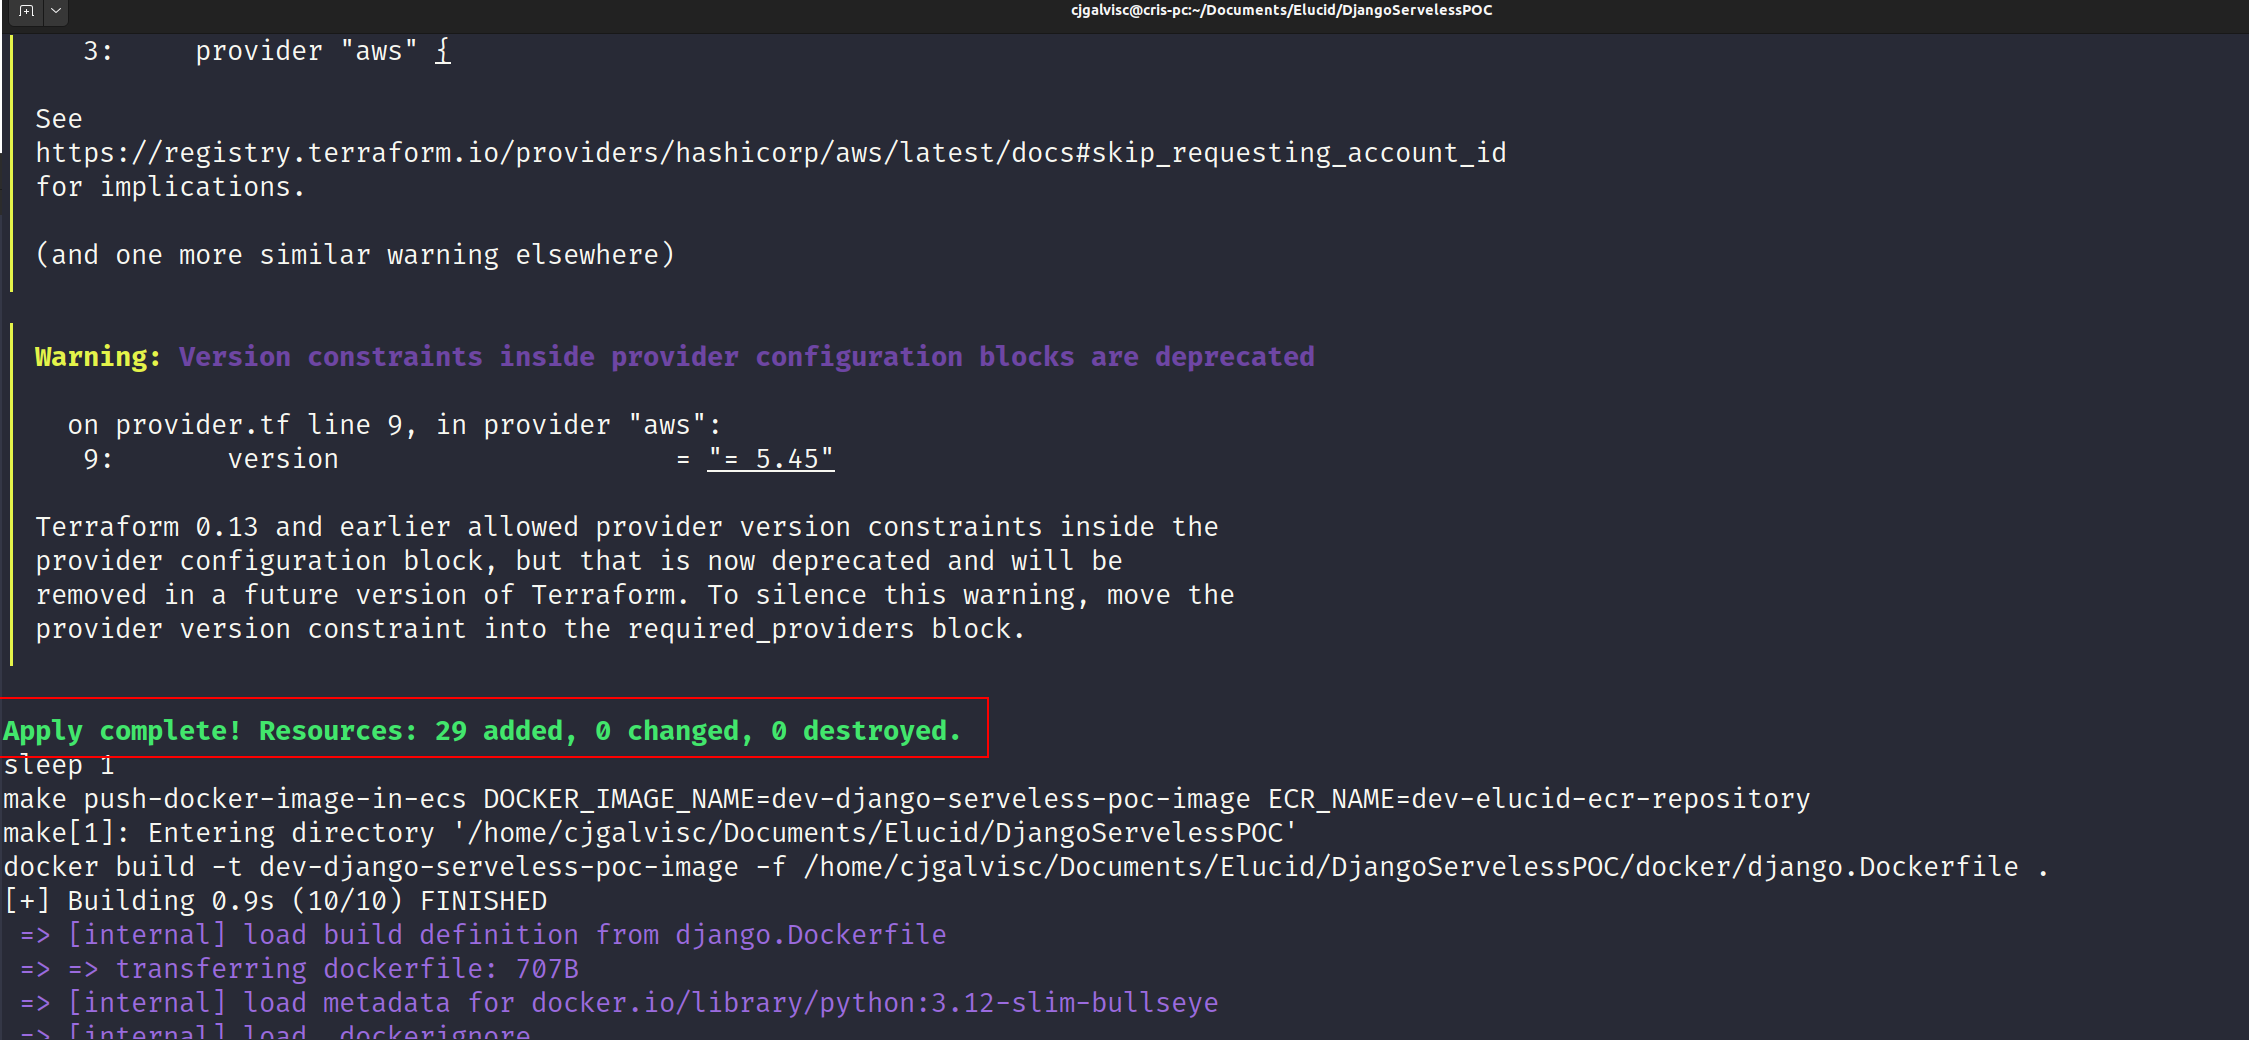 cjgalvisc@cris-pc:~/Documents/Elucid/DjangoServelessPOC
3:     provider "aws" {
See
https://registry.terraform.io/providers/hashicorp/aws/latest/docs#skip_requesting_account_id
for implications.
(and one more similar warning elsewhere)
Warning: Version constraints inside provider configuration blocks are deprecated
on provider.tf line 9, in provider "aws":
9:       version                     = "= 5.45"
Terraform 0.13 and earlier allowed provider version constraints inside the
provider configuration block, but that is now deprecated and will be
removed in a future version of Terraform. To silence this warning, move the
provider version constraint into the required_providers block.
Apply complete! Resources: 29 added, 0 changed, 0 destroyed.
sleep 1
make push-docker-image-in-ecs DOCKER_IMAGE_NAME=dev-django-serveless-poc-image ECR_NAME=dev-elucid-ecr-repository
make[1]: Entering directory '/home/cjgalvisc/Documents/Elucid/DjangoServelessPOC'
docker build -t dev-django-serveless-poc-image -f /home/cjgalvisc/Documents/Elucid/DjangoServelessPOC/docker/django.Dockerfile .
[+] Building 0.9s (10/10) FINISHED
=> [internal] load build definition from django.Dockerfile
=> => transferring dockerfile: 707B
=> [internal] load metadata for docker.io/library/python:3.12-slim-bullseye
=> [internal] load .dockerignore